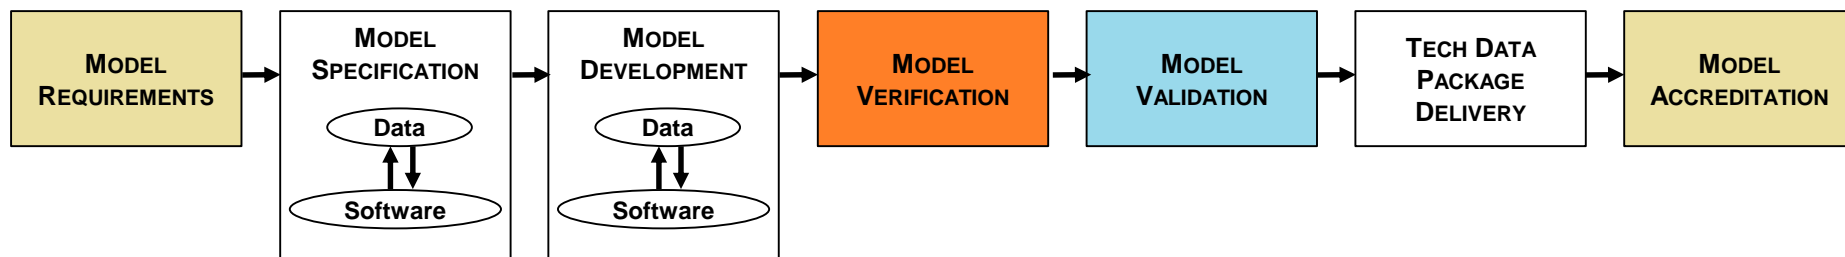 MODEL
REQUIREMENTS
MODEL
SPECIFICATION
Data
Software
MODEL
DEVELOPMENT
Data
Software
MODEL
VERIFICATION
MODEL
VALIDATION
TECH DATA
PACKAGE
DELIVERY
MODEL
ACCREDITATION